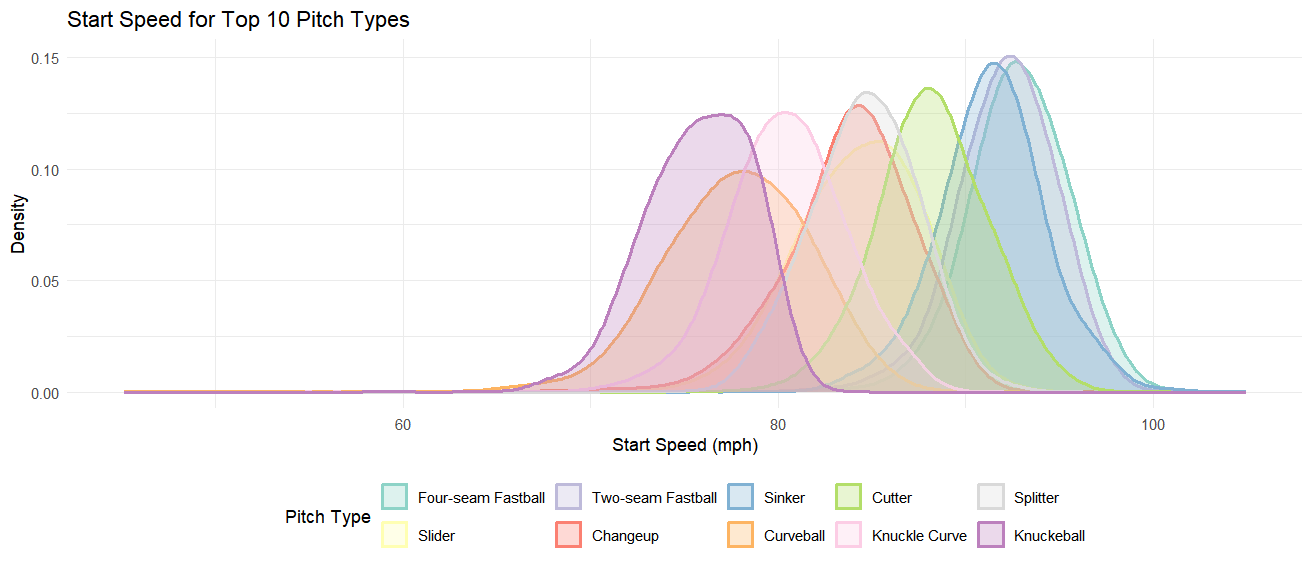 Start Speed for Top 10 Pitch Types
Density
0.15
0.10
0.05
0.00
60 80 100
Start Speed (mph)
Pitch Type
Four-seam Fastball Two-seam Fastball Sinker Cutter Splitter
Slider Changeup Curveball Knuckle Curve Knuckeball